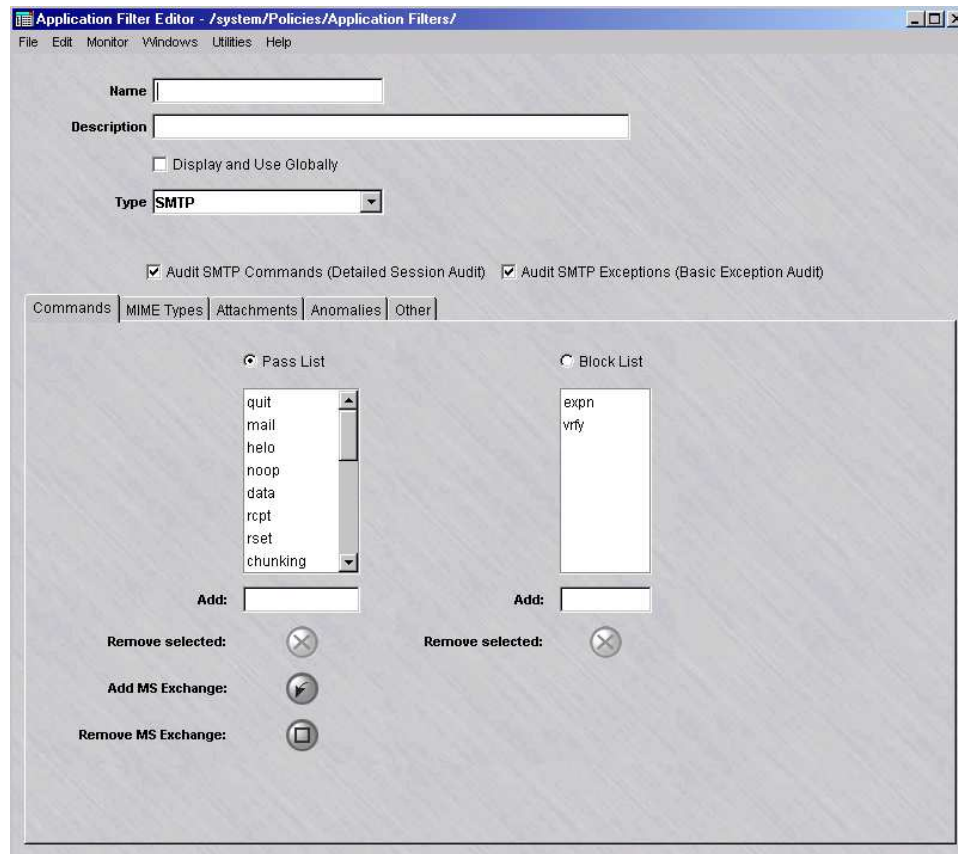 Application Filter Editor - /system/Policies/Application Filters/
File Edit Monitor Windows Utilities Help
Name
Description
Display and Use Globally
Type SMTP
Audit SMTP Commands (Detailed Session Audit) Audit SMTP Exceptions (Basic Exception Audit)
Commands MIME Types Attachments Anomalies Other
Pass List Block List
quit expn
mail vrfy
helo
noop
data
rcpt
rset
chunking
Add: Add:
Remove selected: Remove selected:
Add MS Exchange:
Remove MS Exchange: